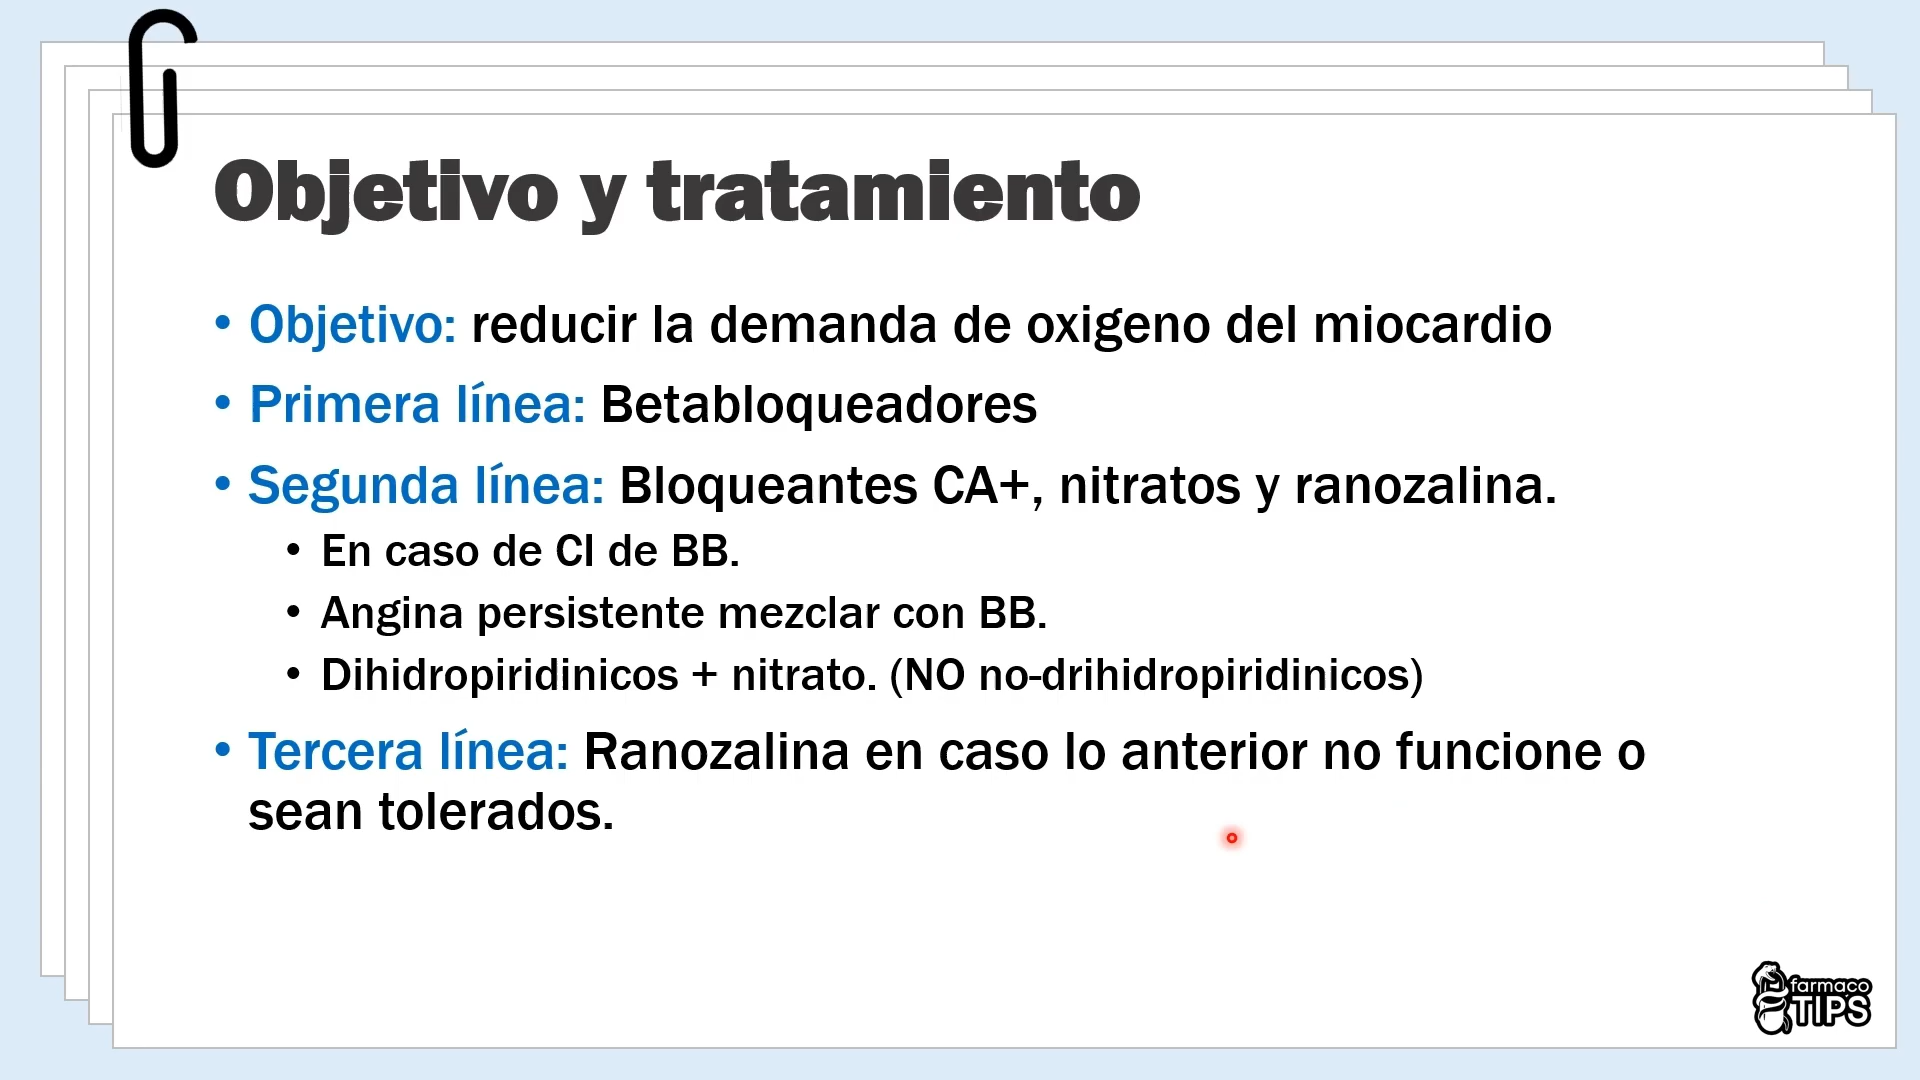 Objetivo y tratamiento
• Objetivo: reducir la demanda de oxigeno del miocardio
• Primera línea: Betabloqueadores
• Segunda línea: Bloqueantes CA+, nitratos y ranozalina.
• En caso de CI de BB.
• Angina persistente mezclar con BB.
• Dihidropiridinicos + nitrato. (NO no-drihidropiridinicos)
• Tercera línea: Ranozalina en caso lo anterior no funcione o
sean tolerados.
farmaco
TIPS